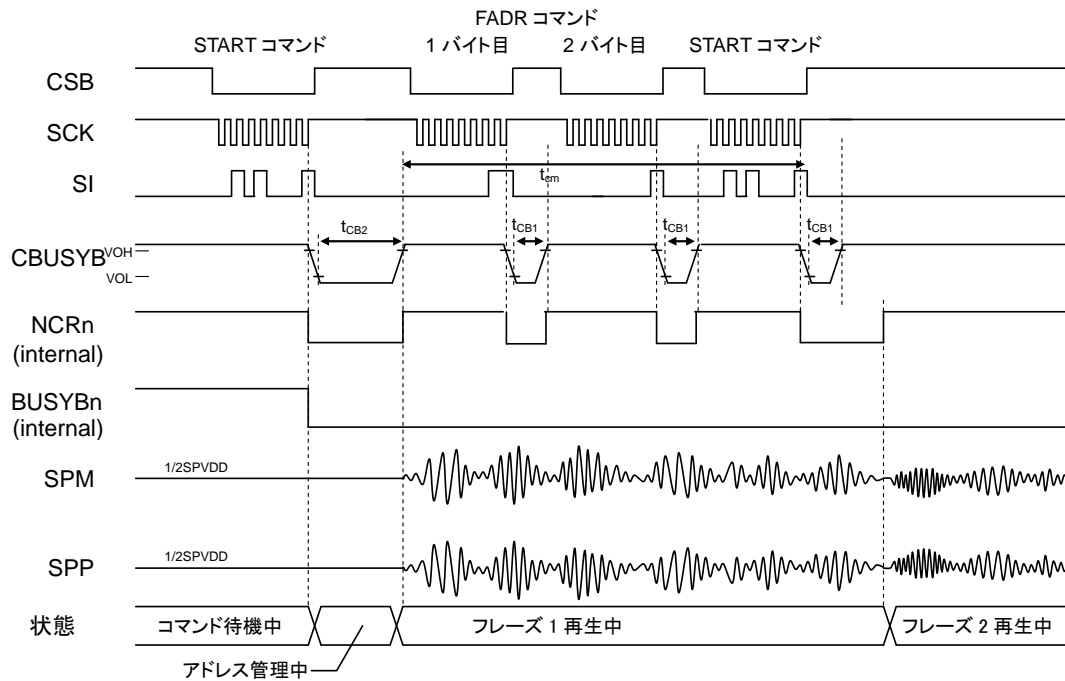 FADR コマンド
START コマンド 1 バイト目 2 バイト目 START コマンド
CSB
SCK
SI
tcm
CBUSYB
VOH
VOL
tCB2
tCB1
tCB1
tCB1
NCRn
(internal)
BUSYBn
(internal)
SPM
1/2SPVDD
SPP
1/2SPVDD
状態
コマンド待機中
フレーズ 1 再生中
フレーズ 2 再生中
アドレス管理中